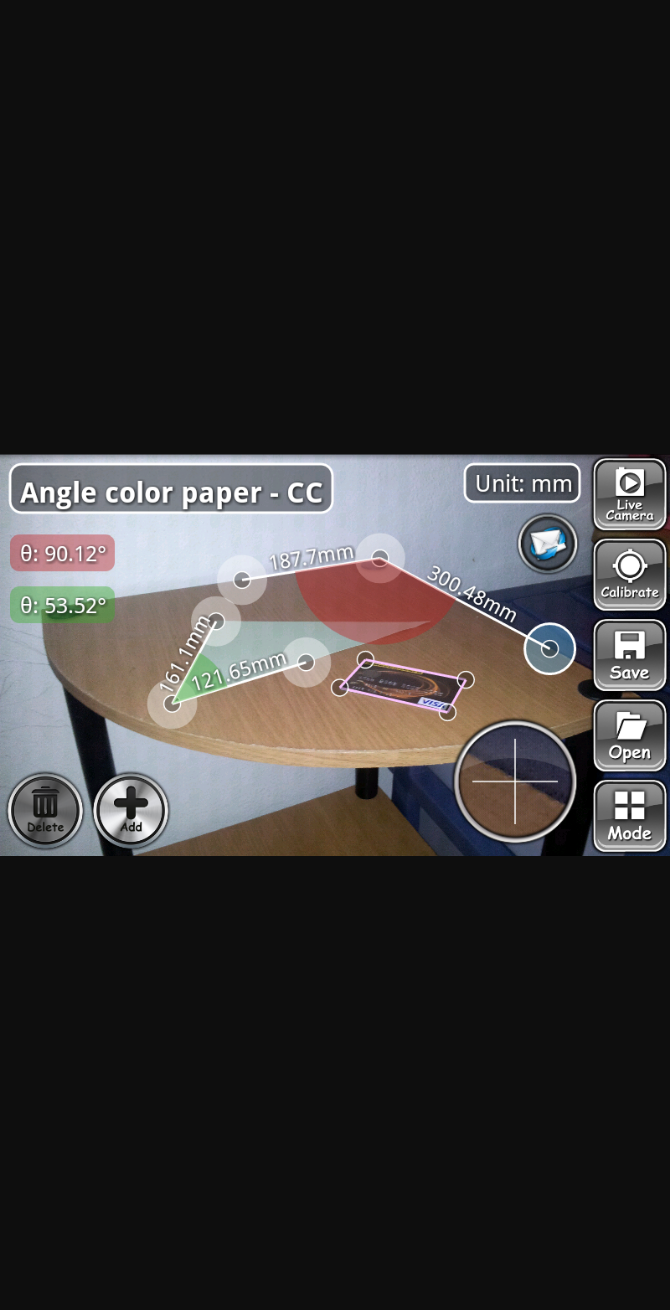 Angle color paper - CC
Unit: mm
Live
Camera
θ: 90.12°
187.7mm
300.48mm
Calibrate
θ: 53.52°
161.1mm
121.65mm
Save
VISA
Open
Delete
Add
Mode